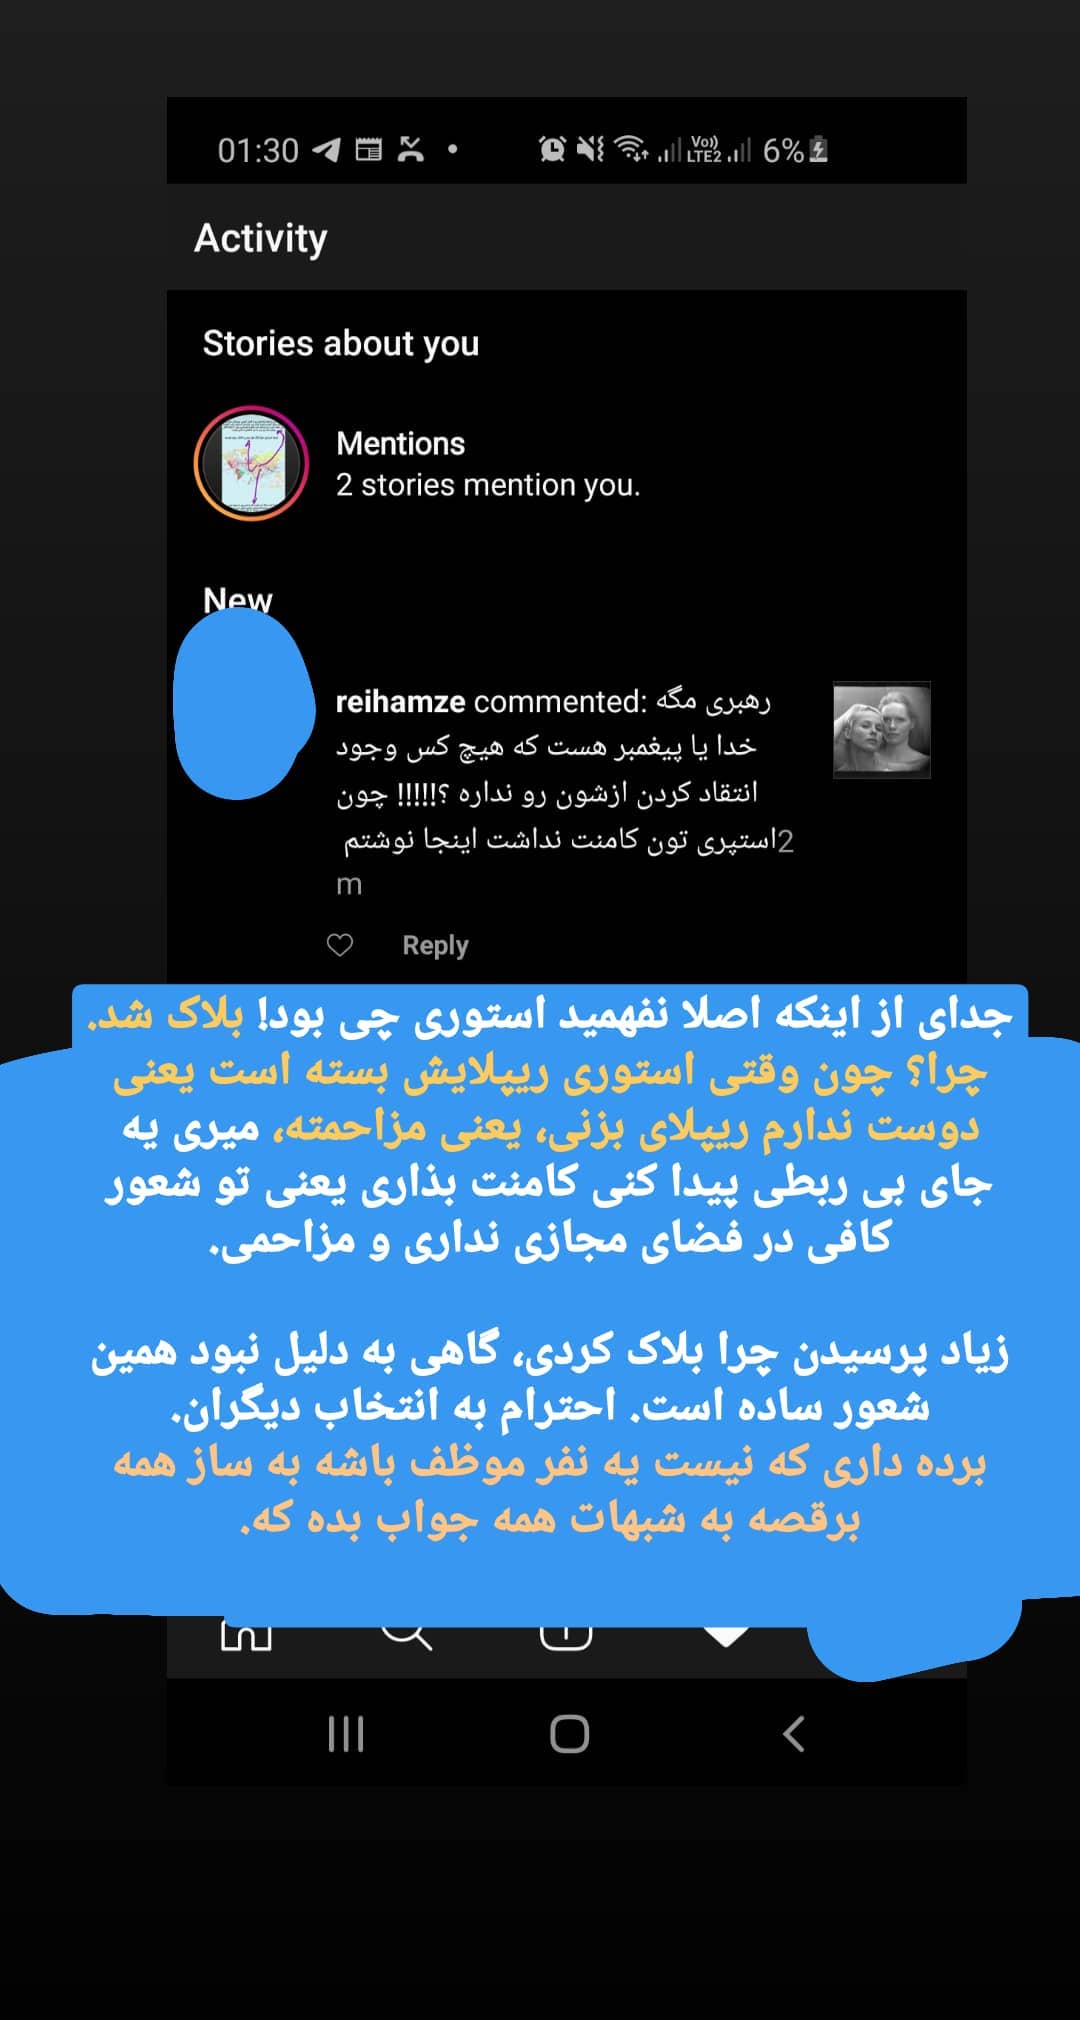 01:30
Vo))
LTE2
6%
Activity
Stories about you
Mentions
2 stories mention you.
New
reihamze commented: رهبری مگه
خدا یا پیغمبر هست که هیچ کس وجود
انتقاد کردن ازشون رو نداره ؟!!!!! چون
استپری تون کامنت نداشت اینجا نوشتم 2
m
Reply
جدای از اینکه اصلا نفهمید استوری چی بود! بلاک شد.
چرا؟ چون وقتی استوری ریپلایش بسته است یعنی
دوست ندارم ریپلای بزنی، یعنی مزاحمته، میری یه
جای بی ربطی پیدا کنی کامنت بذاری یعنی تو شعور
کافی در فضای مجازی نداری و مزاحمی.
زیاد پرسیدن چرا بلاک کردی، گاهی به دلیل نبود همین
شعور ساده است. احترام به انتخاب دیگران.
برده داری که نیست یه نفر موظف باشه به ساز همه
برقصه به شبهات همه جواب بده که.